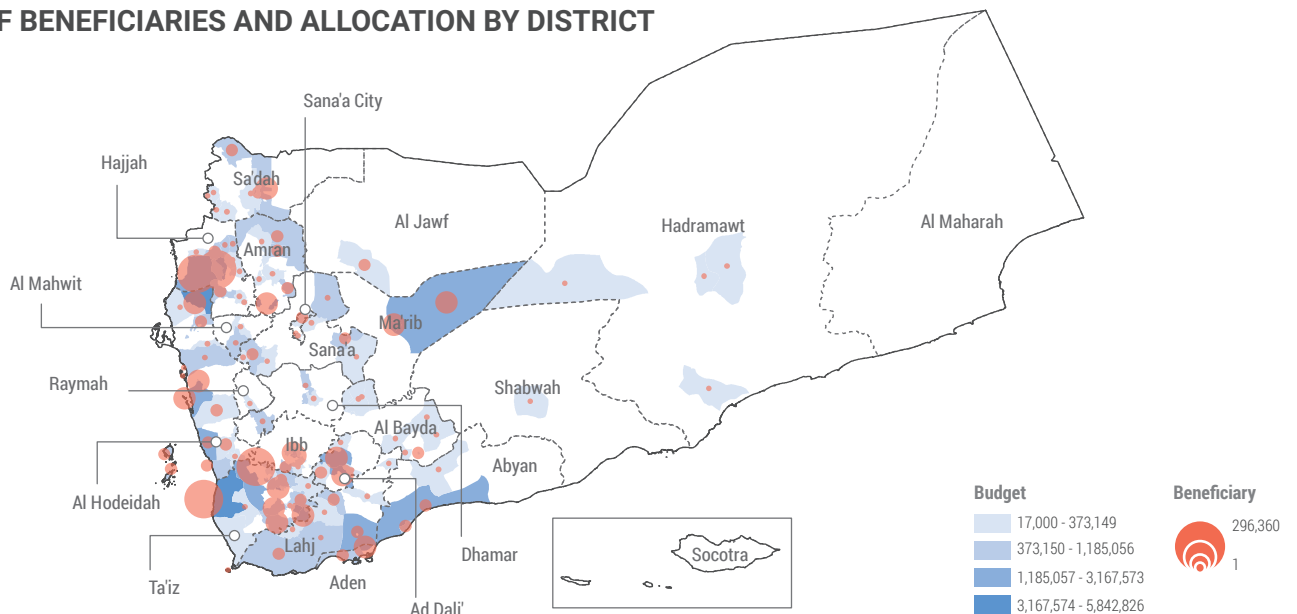 F BENEFICIARIES AND ALLOCATION BY DISTRICT
Sana'a City
Hajjah
Sa'dah
Al Jawf
Hadramawt
Al Maharah
Amran
Al Mahwit
Ma'rib
Sana'a
Raymah
Shabwah
Al Bayda
Ibb
Abyan
Al Hodeidah
Lahj
Dhamar
Socotra
Ta'iz
Aden
Ad Dali'
Budget
17,000 - 373,149
373,150 - 1,185,056
1,185,057 - 3,167,573
3,167,574 - 5,842,826
Beneficiary
296,360
1